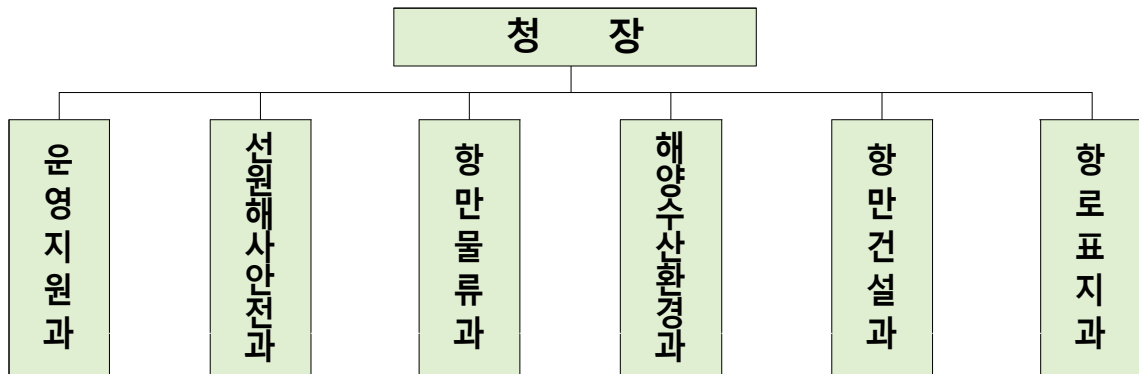 청 장
운영지원과
선원해사안전과
항만물류과
해양수산환경과
항만건설과
항로표지과